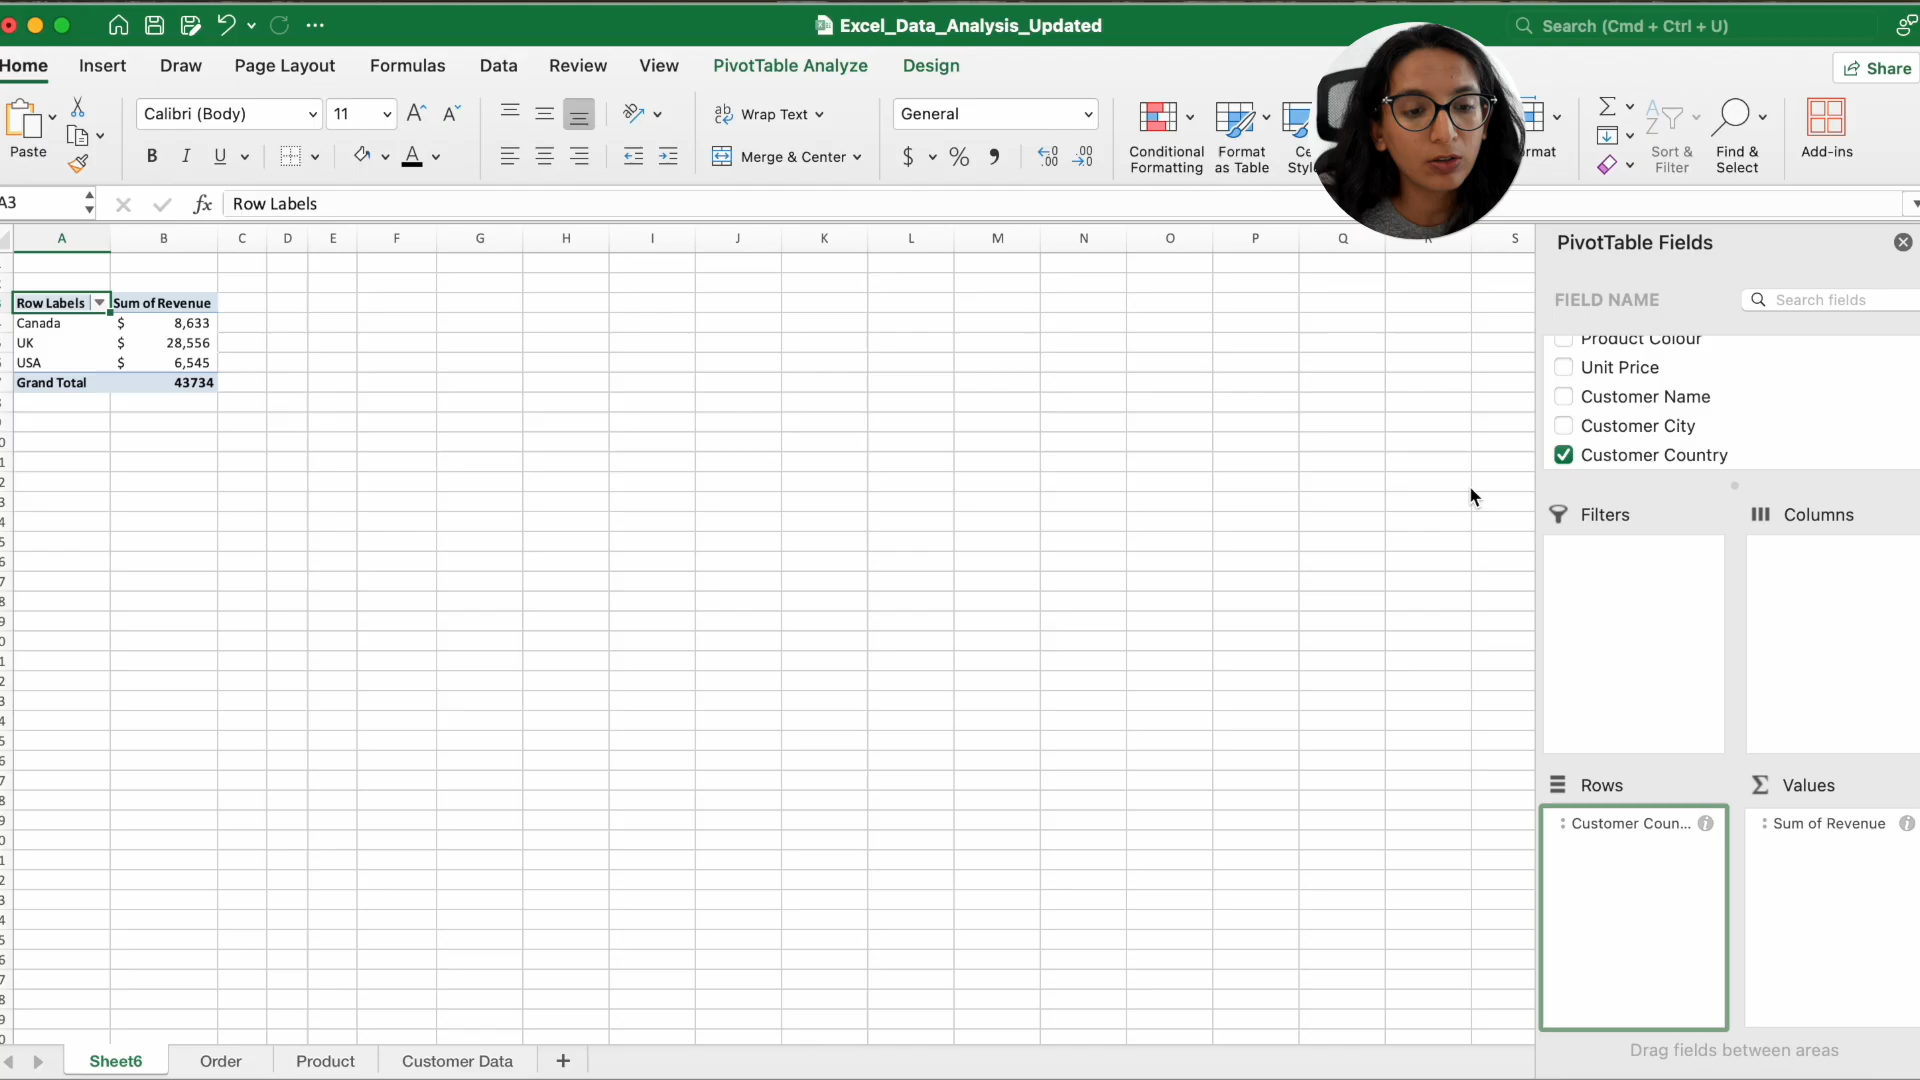 Excel_Data_Analysis_Updated
Search (Cmd + Ctrl + U)
Home Insert Draw Page Layout Formulas Data Review View PivotTable Analyze Design
Share
Paste
Calibri (Body) 11
Wrap Text
Merge & Center
General
Conditional Formatting
Format as Table
Find & Select
Sort & Filter
Add-ins
A3
fx Row Labels
A B C D E F G H I J K L M N O P Q R S
Row Labels Sum of Revenue
Canada $ 8,633
UK $ 28,556
USA $ 6,545
Grand Total 43734
PivotTable Fields
FIELD NAME
Search fields
Product Colour
Unit Price
Customer Name
Customer City
Customer Country
Filters
Columns
Rows
Values
Customer Coun...
Sum of Revenue
Drag fields between areas
Sheet6 Order Product Customer Data